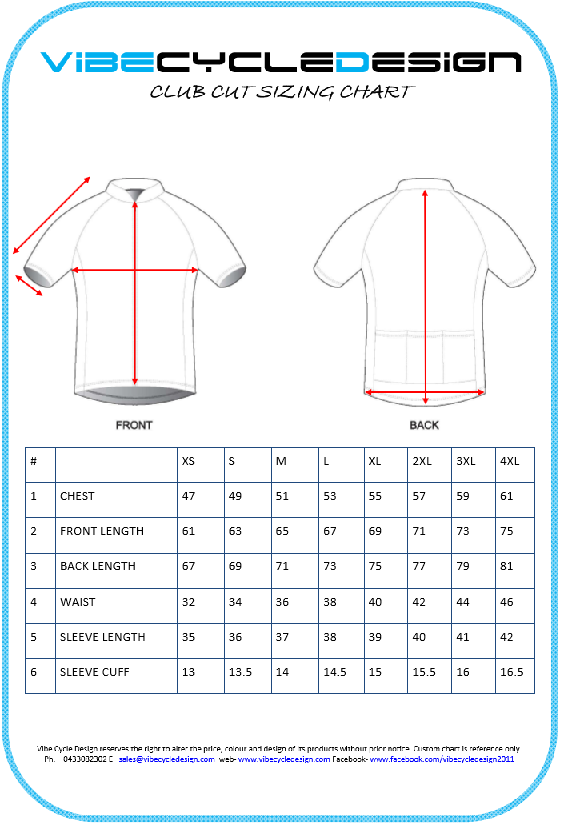 VIBECYCLEDESIGN
CLUB CUT SIZING CHART
FRONT BACK
# XS S M L XL 2XL 3XL 4XL
1 CHEST 47 49 51 53 55 57 59 61
2 FRONT LENGTH 61 63 65 67 69 71 73 75
3 BACK LENGTH 67 69 71 73 75 77 79 81
4 WAIST 32 34 36 38 40 42 44 46
5 SLEEVE LENGTH 35 36 37 38 39 40 41 42
6 SLEEVE CUFF 13 13.5 14 14.5 15 15.5 16 16.5
Vibe Cycle Design reserves the right to alter the price, colour and design of its products without prior notice. Custom chart is reference only
Ph. 0433082302 E sales@vibecycledesign.com web- www.vibecycledesign.com Facebook- www.facebook.com/vibecycledesign2011